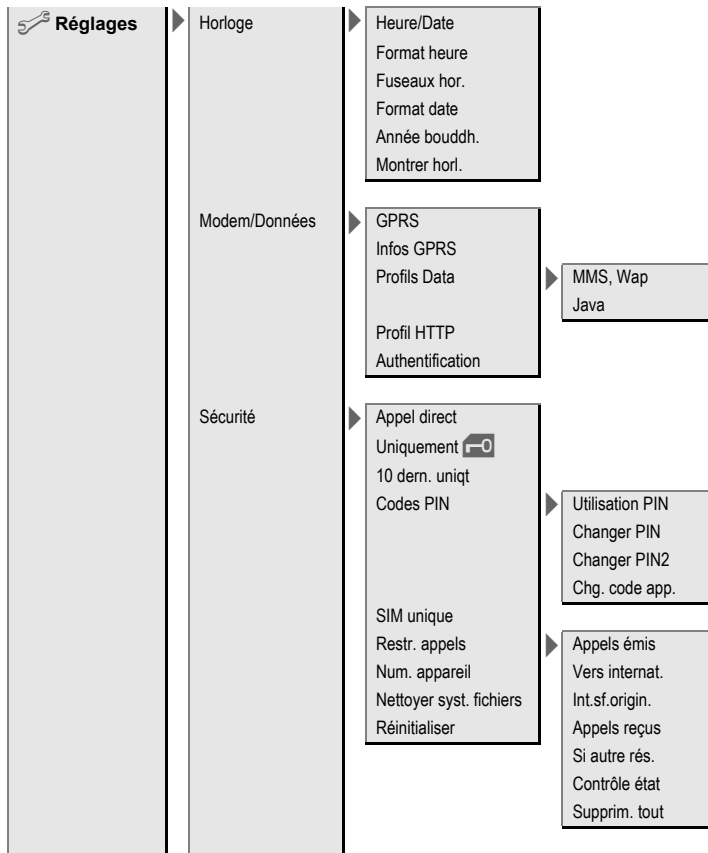 Réglages
Horloge
Heure/Date
Format heure
Fuseaux hor.
Format date
Année bouddh.
Montrer horl.
Modem/Données
GPRS
Infos GPRS
Profils Data
MMS, Wap
Java
Profil HTTP
Authentification
Sécurité
Appel direct
Uniquement
10 dern. uniqt
Codes PIN
Utilisation PIN
Changer PIN
Changer PIN2
Chg. code app.
SIM unique
Restr. appels
Appels émis
Vers internat.
Int.sf.origin.
Appels reçus
Si autre rés.
Contrôle état
Supprim. tout
Num. appareil
Nettoyer syst. fichiers
Réinitialiser